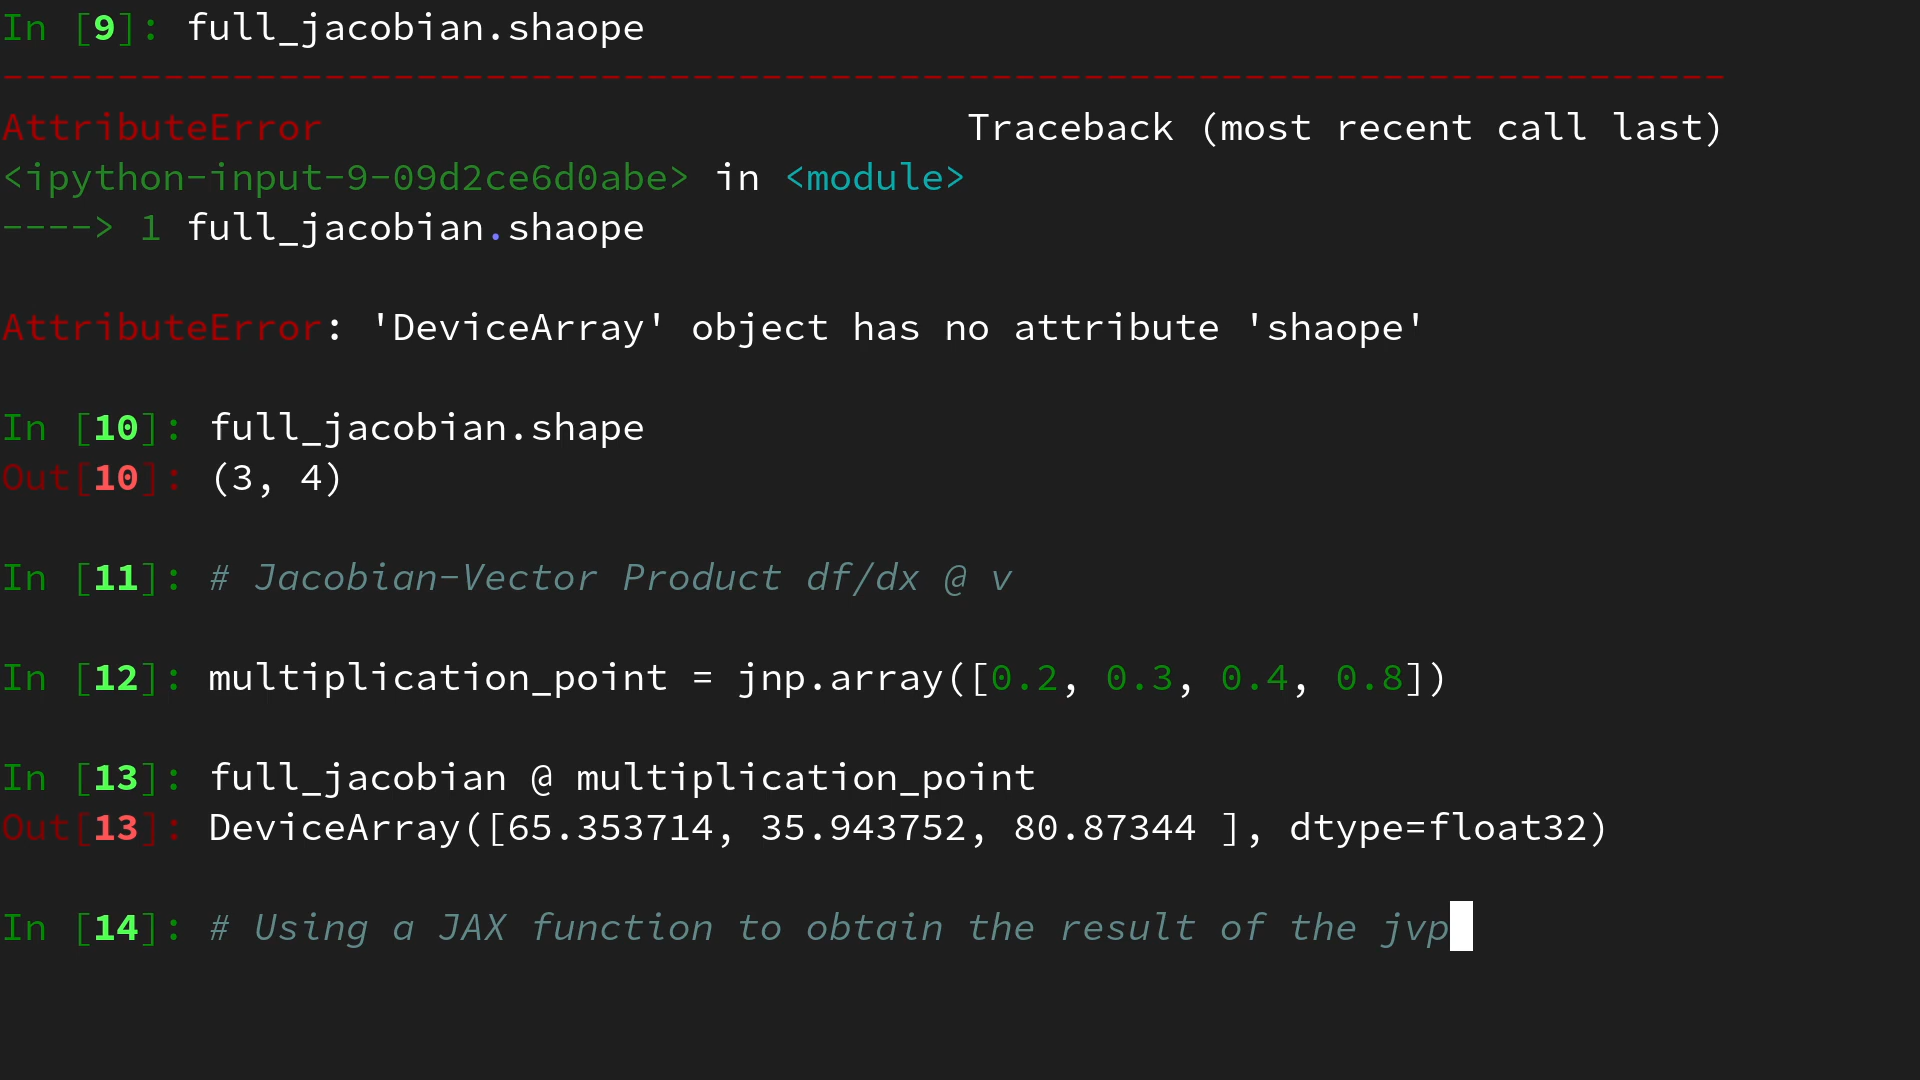 In [9]: full_jacobian.shaope
---------------------------------------------------------------------------
AttributeError                            Traceback (most recent call last)
<ipython-input-9-09d2ce6d0abe> in <module>
----> 1 full_jacobian.shaope
AttributeError: 'DeviceArray' object has no attribute 'shaope'
In [10]: full_jacobian.shape
Out[10]: (3, 4)
In [11]: # Jacobian-Vector Product df/dx @ v
In [12]: multiplication_point = jnp.array([0.2, 0.3, 0.4, 0.8])
In [13]: full_jacobian @ multiplication_point
Out[13]: DeviceArray([65.353714, 35.943752, 80.87344 ], dtype=float32)
In [14]: # Using a JAX function to obtain the result of the jvp